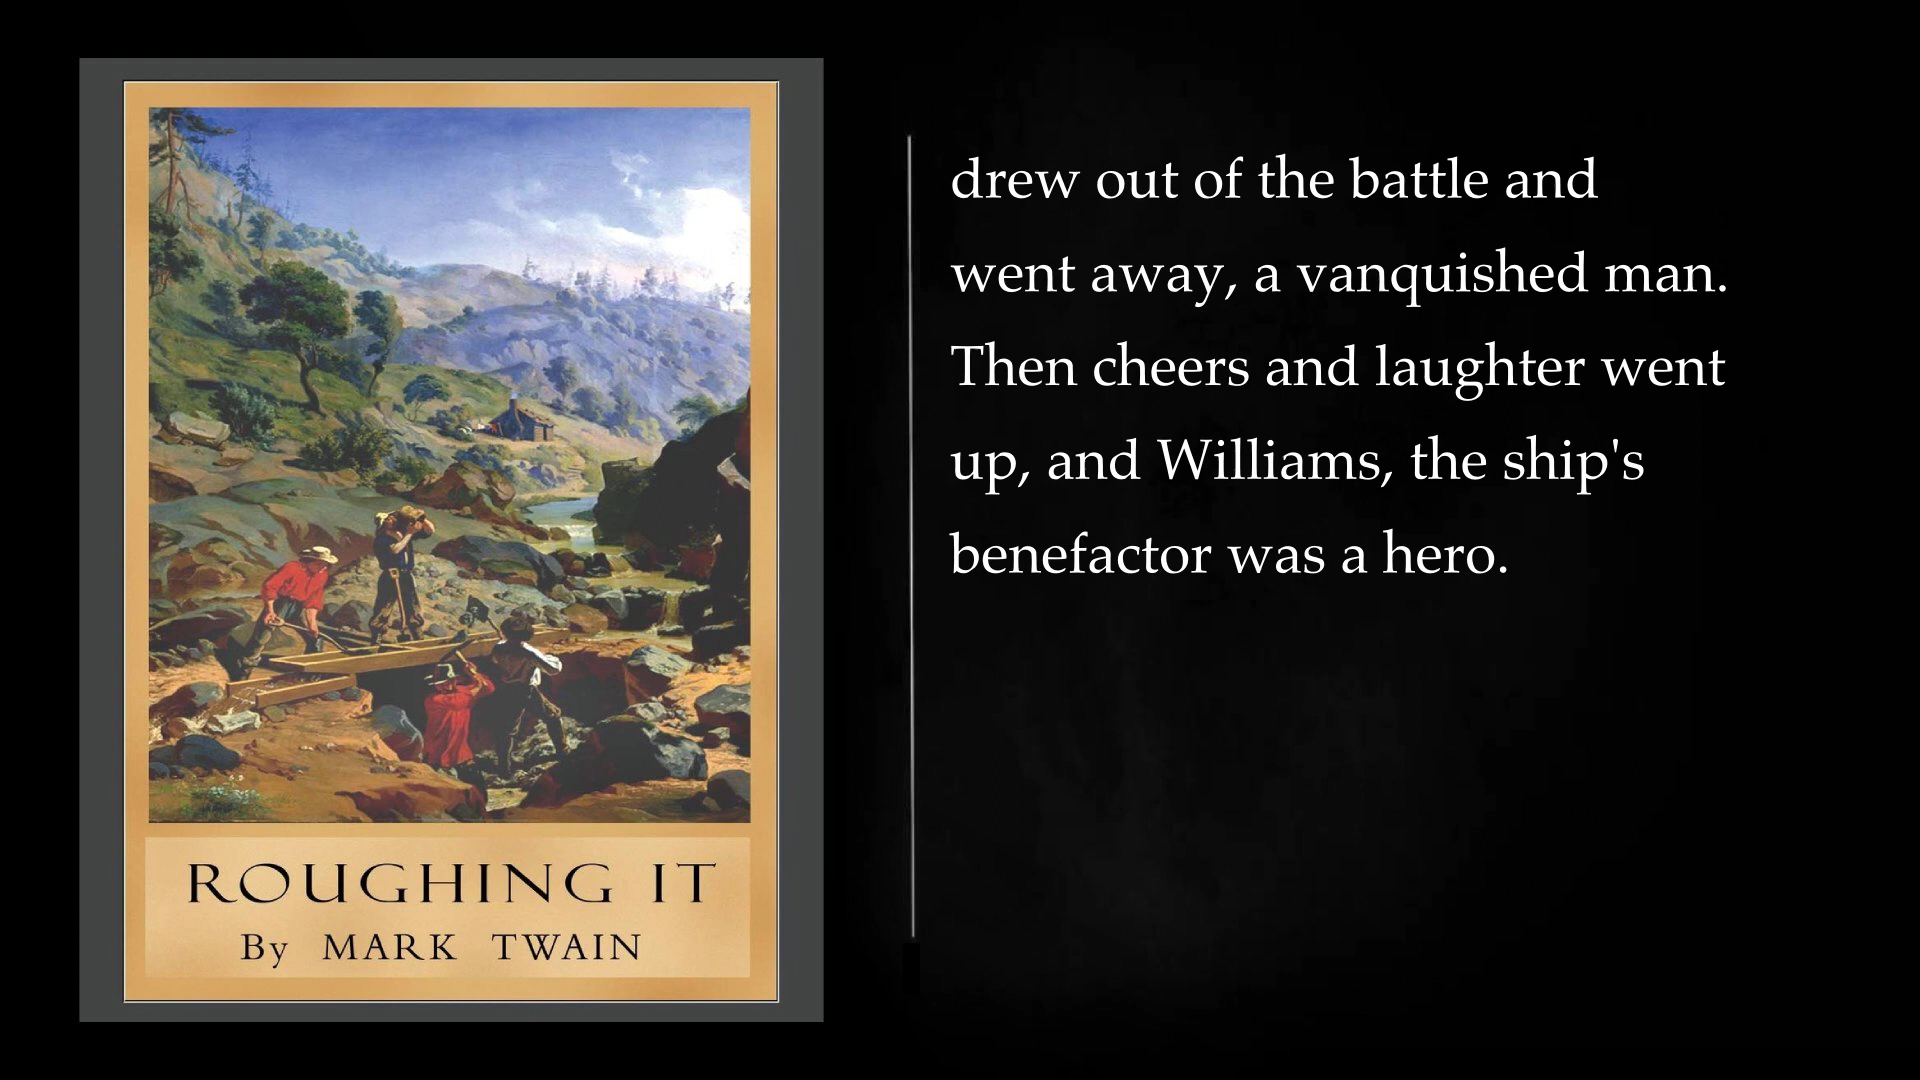 ROUGHING IT
By MARK TWAIN
drew out of the battle and
went away, a vanquished man.
Then cheers and laughter went
up, and Williams, the ship's
benefactor was a hero.